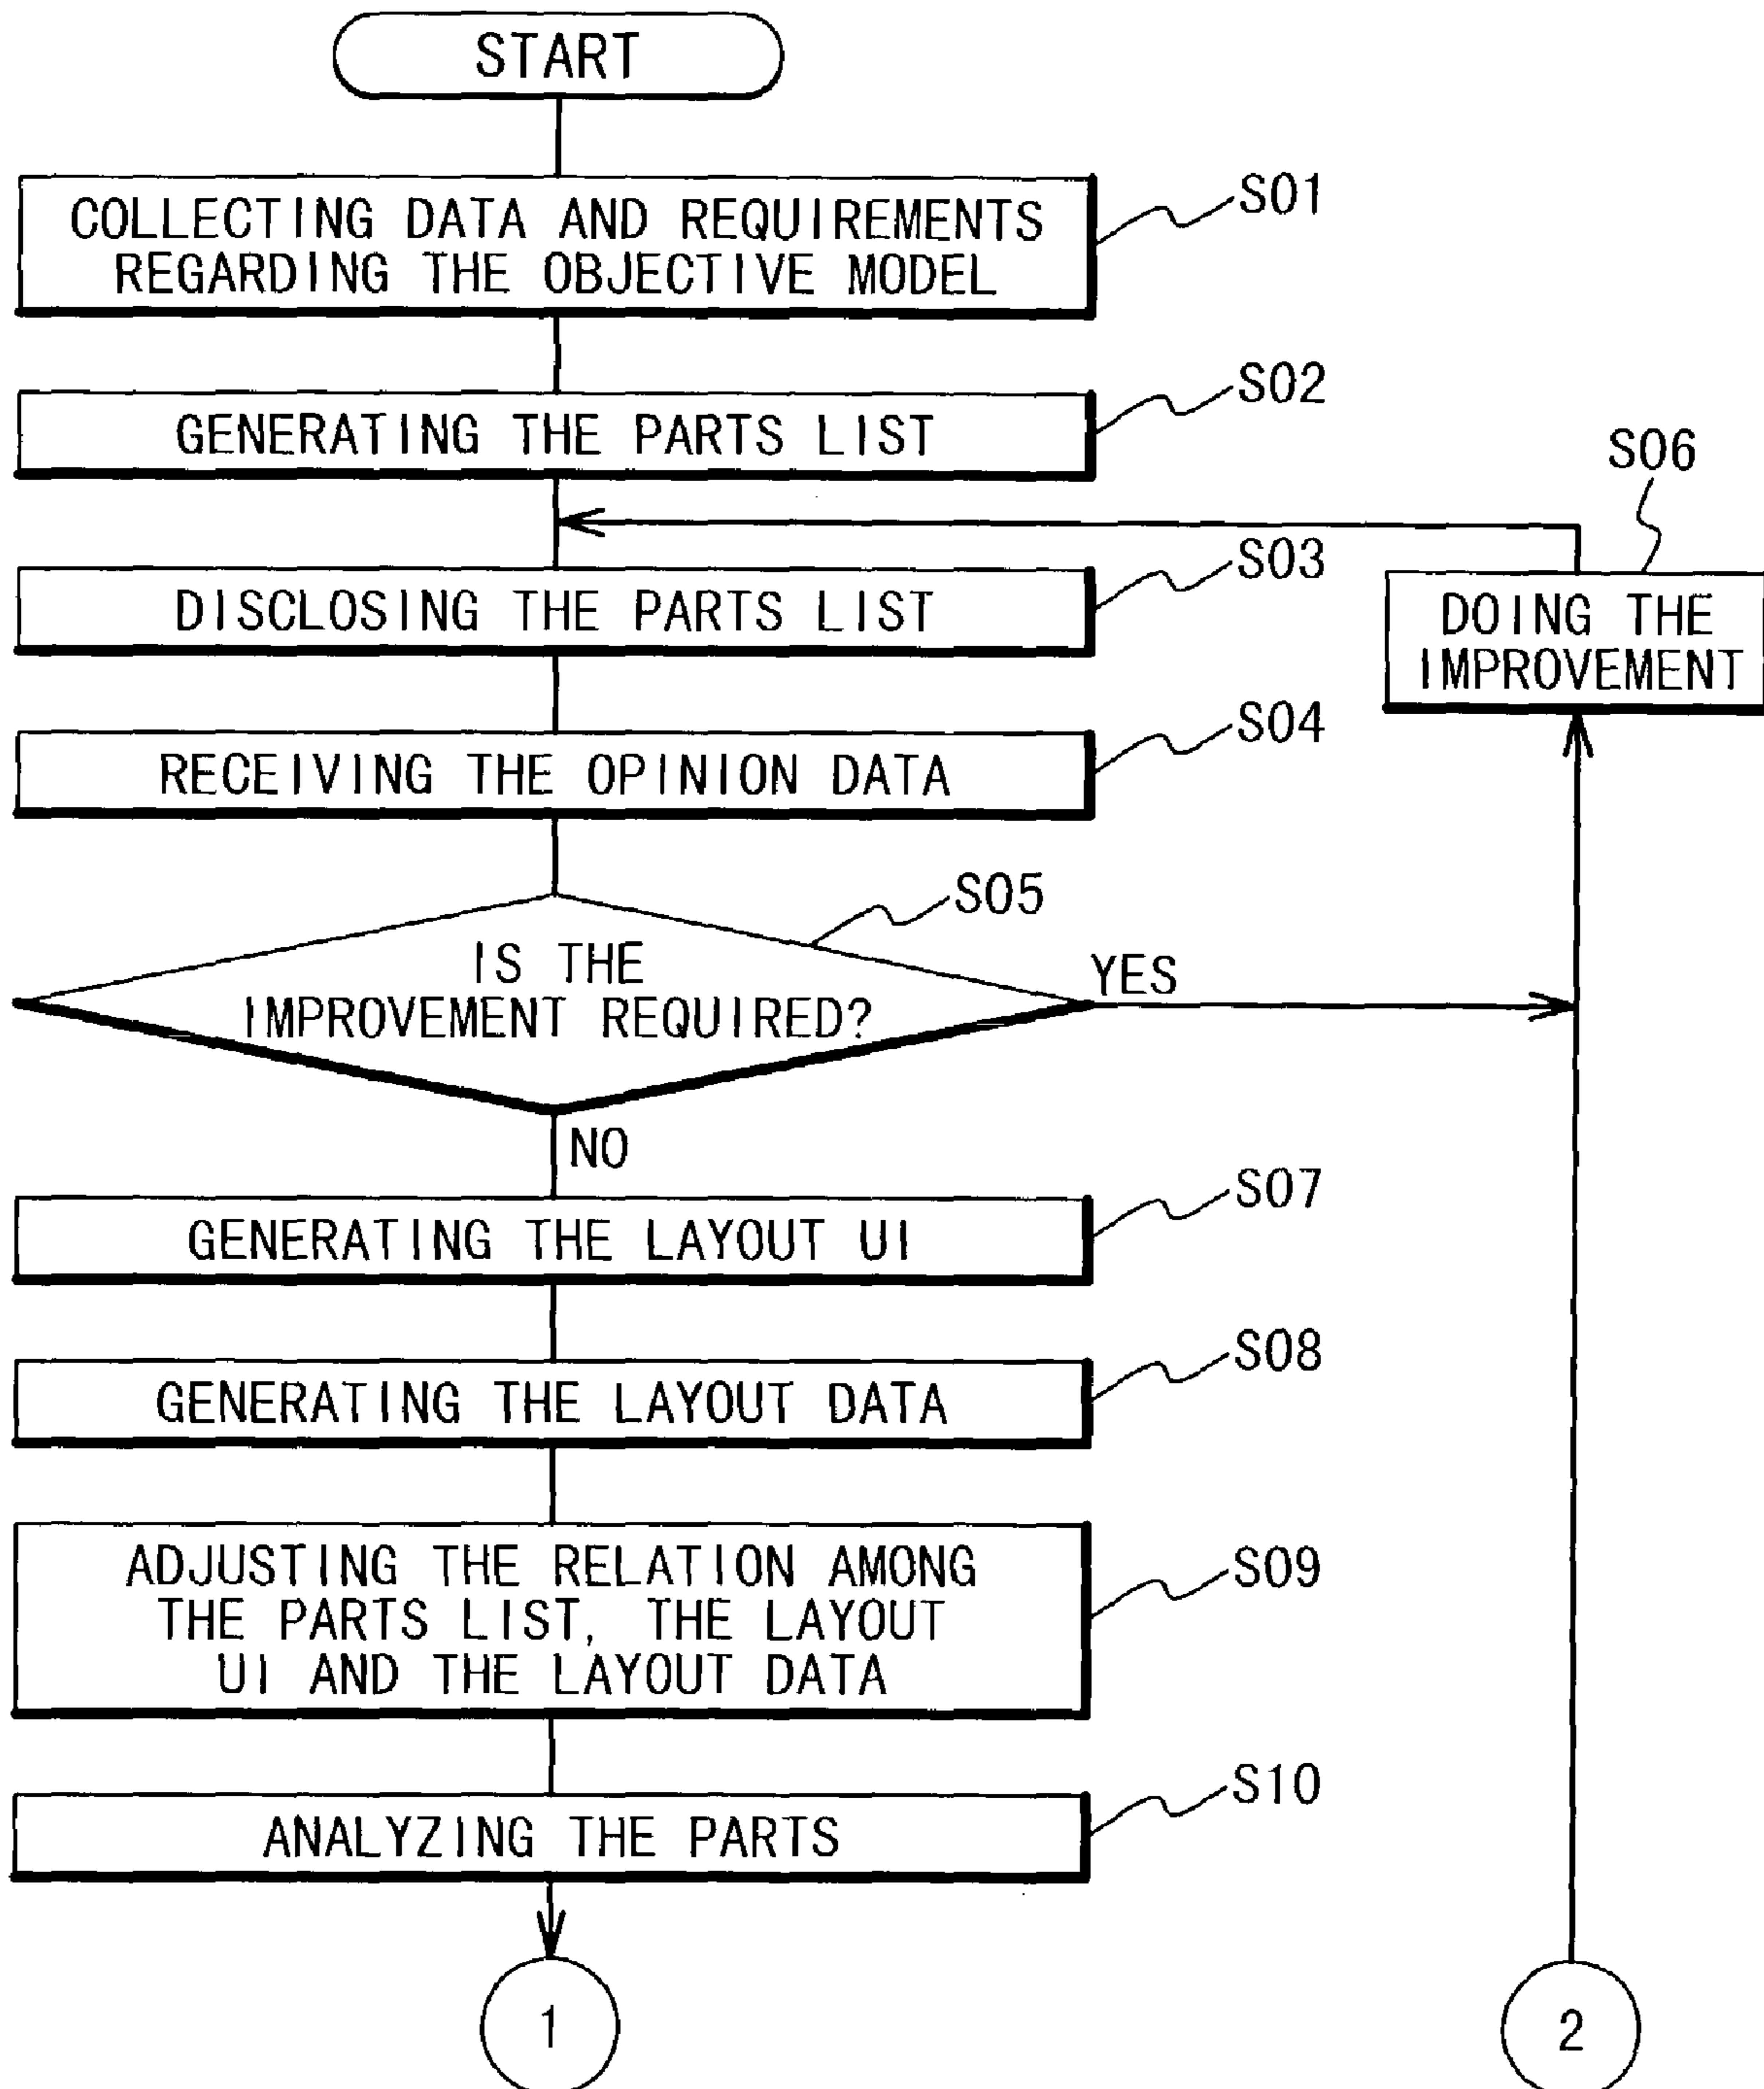 START
COLLECTING DATA AND REQUIREMENTS
REGARDING THE OBJECTIVE MODEL
S01
GENERATING THE PARTS LIST
S02
DISCLOSING THE PARTS LIST
S03
S06
DOING THE
IMPROVEMENT
RECEIVING THE OPINION DATA
S04
IS THE
IMPROVEMENT REQUIRED?
S05
YES
NO
GENERATING THE LAYOUT UI
S07
GENERATING THE LAYOUT DATA
S08
ADJUSTING THE RELATION AMONG
THE PARTS LIST, THE LAYOUT
UI AND THE LAYOUT DATA
S09
ANALYZING THE PARTS
S10
1
2